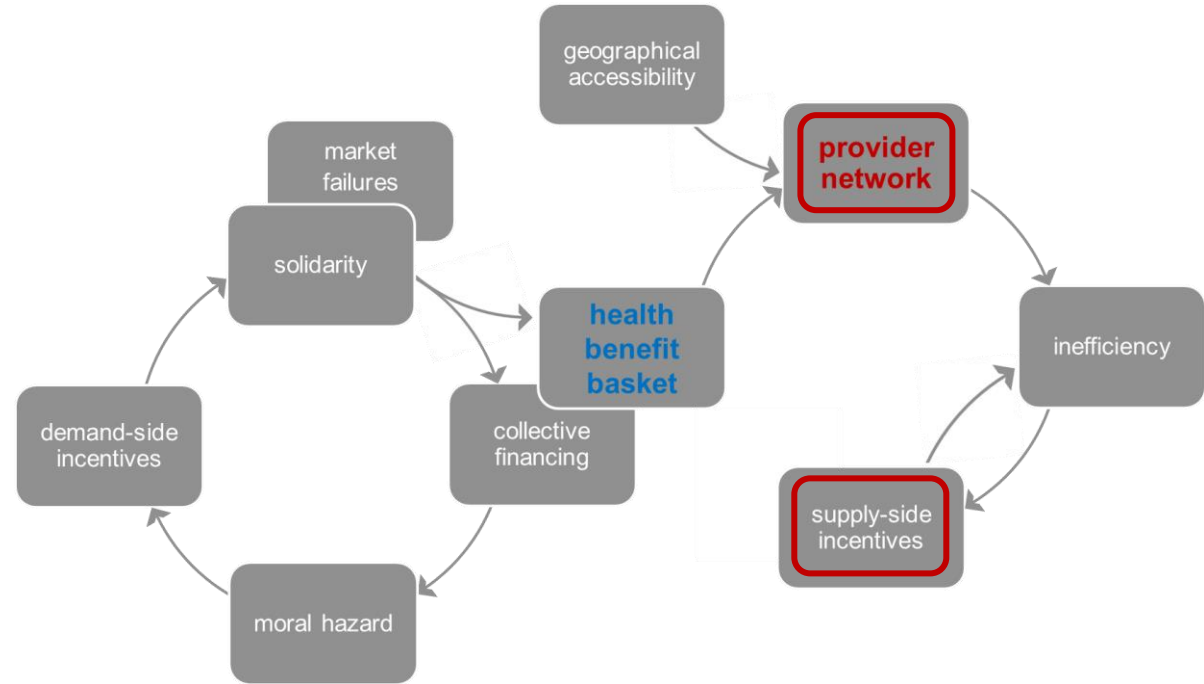 geographical
accessibility
provider
network
market
failures
solidarity
health
benefit
basket
inefficiency
demand-side
incentives
collective
financing
supply-side
incentives
moral hazard